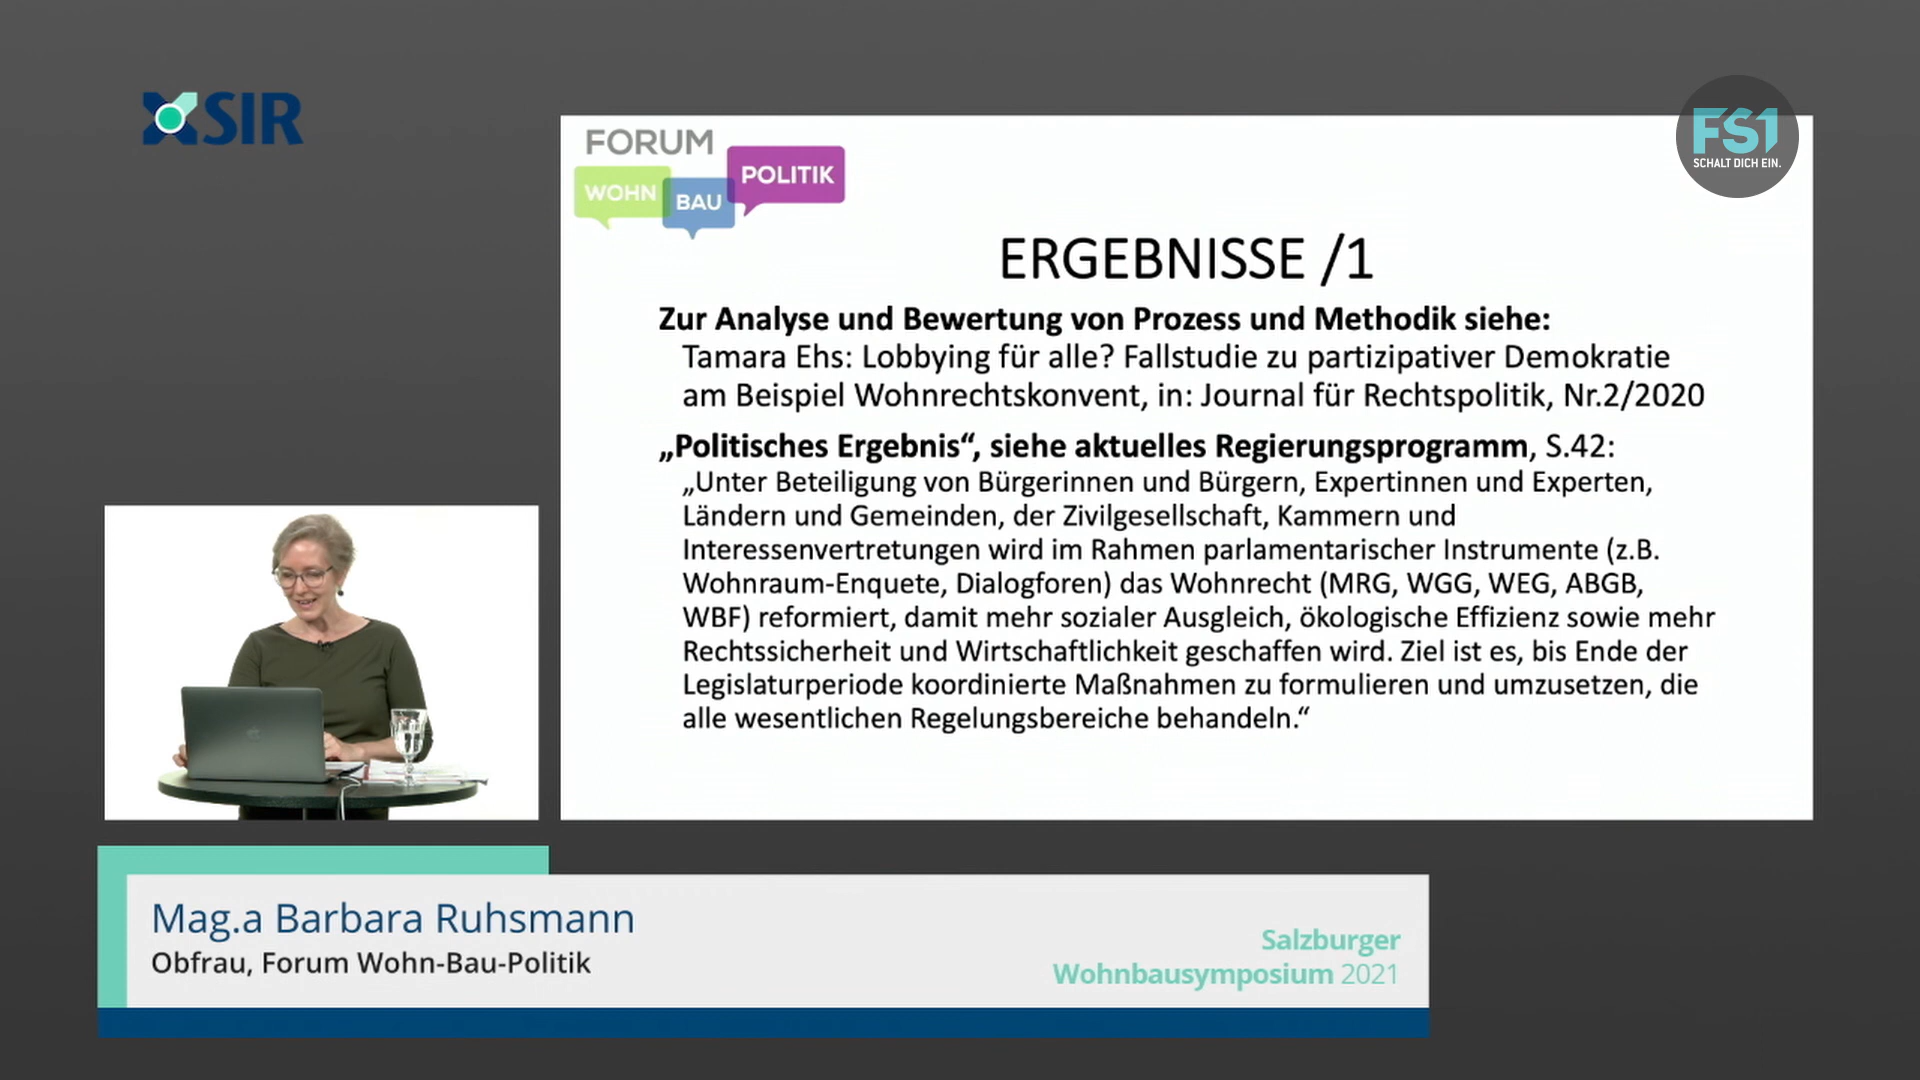 SIR
FS1
SCHALT DICH EIN.
FORUM
WOHN
BAU
POLITIK
ERGEBNISSE /1
Zur Analyse und Bewertung von Prozess und Methodik siehe:
Tamara Ehs: Lobbying für alle? Fallstudie zu partizipativer Demokratie
am Beispiel Wohnrechtskonvent, in: Journal für Rechtspolitik, Nr.2/2020
„Politisches Ergebnis“, siehe aktuelles Regierungsprogramm, S.42:
„Unter Beteiligung von Bürgerinnen und Bürgern, Expertinnen und Experten,
Ländern und Gemeinden, der Zivilgesellschaft, Kammern und
Interessenvertretungen wird im Rahmen parlamentarischer Instrumente (z.B.
Wohnraum-Enquete, Dialogforen) das Wohnrecht (MRG, WGG, WEG, ABGB,
WBF) reformiert, damit mehr sozialer Ausgleich, ökologische Effizienz sowie mehr
Rechtssicherheit und Wirtschaftlichkeit geschaffen wird. Ziel ist es, bis Ende der
Legislaturperiode koordinierte Maßnahmen zu formulieren und umzusetzen, die
alle wesentlichen Regelungsbereiche behandeln.“
Mag.a Barbara Ruhsmann
Obfrau, Forum Wohn-Bau-Politik
Salzburger
Wohnbausymposium 2021